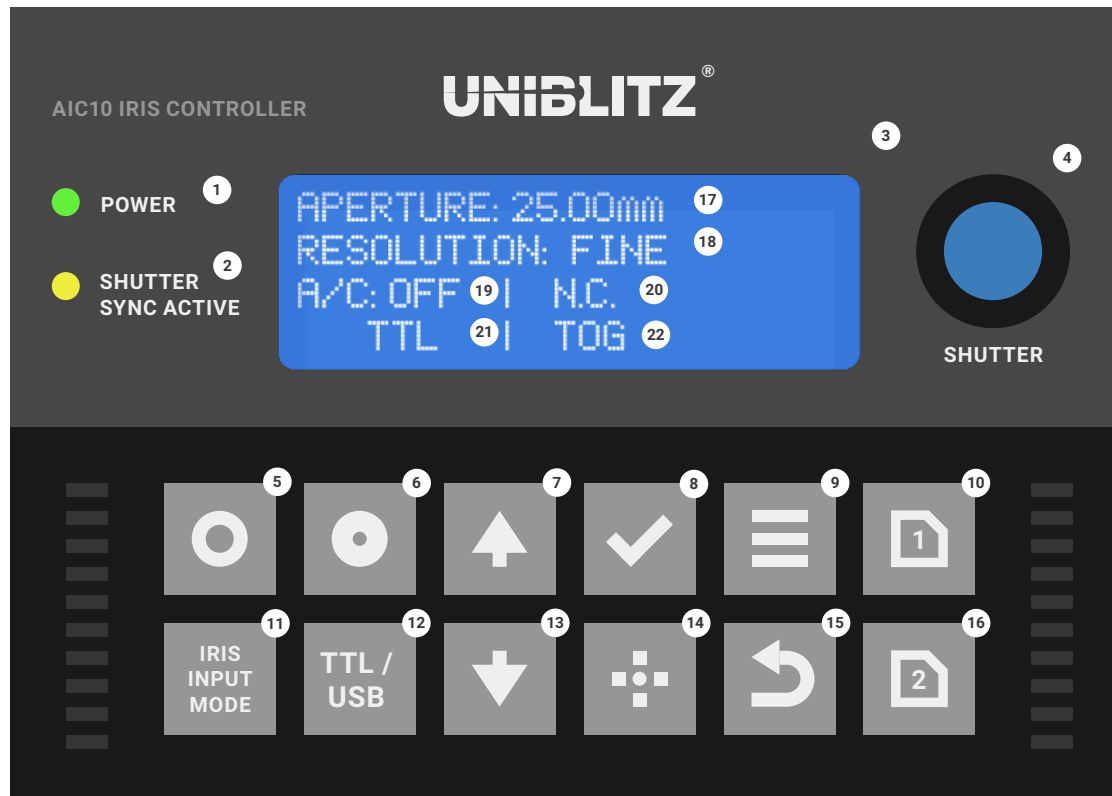 UNIBLITZ®
AIC10 IRIS CONTROLLER
3
4
1
POWER
APERTURE: 25.00mm 17
2
RESOLUTION: FINE 18
SHUTTER
SYNC ACTIVE
A/C: OFF 19 | N.C. 20
TTL 21 | TOG 22
SHUTTER
5 6 7 8 9 10
1
11 12 13 14 15 16
IRIS
INPUT
MODE
TTL /
USB
2